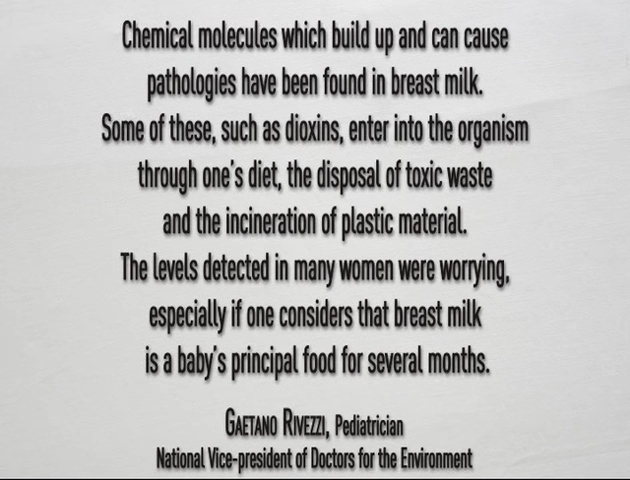 Chemical molecules which build up and can cause
pathologies have been found in breast milk.
Some of these, such as dioxins, enter into the organism
through one's diet, the disposal of toxic waste
and the incineration of plastic material.
The levels detected in many women were worrying,
especially if one considers that breast milk
is a baby's principal food for several months.
GAETANO RIVEZZI, Pediatrician
National Vice-president of Doctors for the Environment